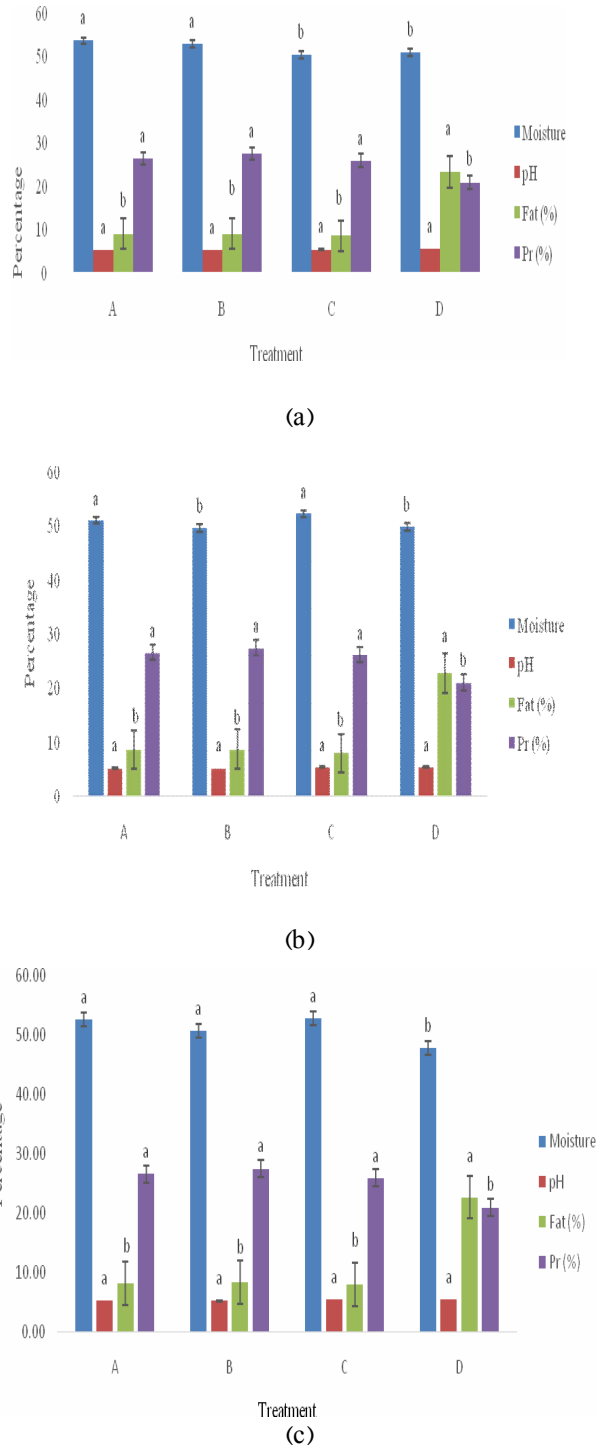 60
50
40
30
20
10
0
Percentage
a a b b
a a a a b
a b a b a b a
A B C D
Treatment
Moisture
pH
Fat (%)
Pr (%)
(a)
60
50
40
30
20
10
0
Percentage
a b a b
a a a a b
a b a b a b a
A B C D
Treatment
Moisture
pH
Fat (%)
Pr (%)
(b)
60.00
50.00
40.00
30.00
20.00
10.00
0.00
a a a b
a a a a b
a b a b a b a
A B C D
Treatment
Moisture
pH
Fat (%)
Pr (%)
(c)